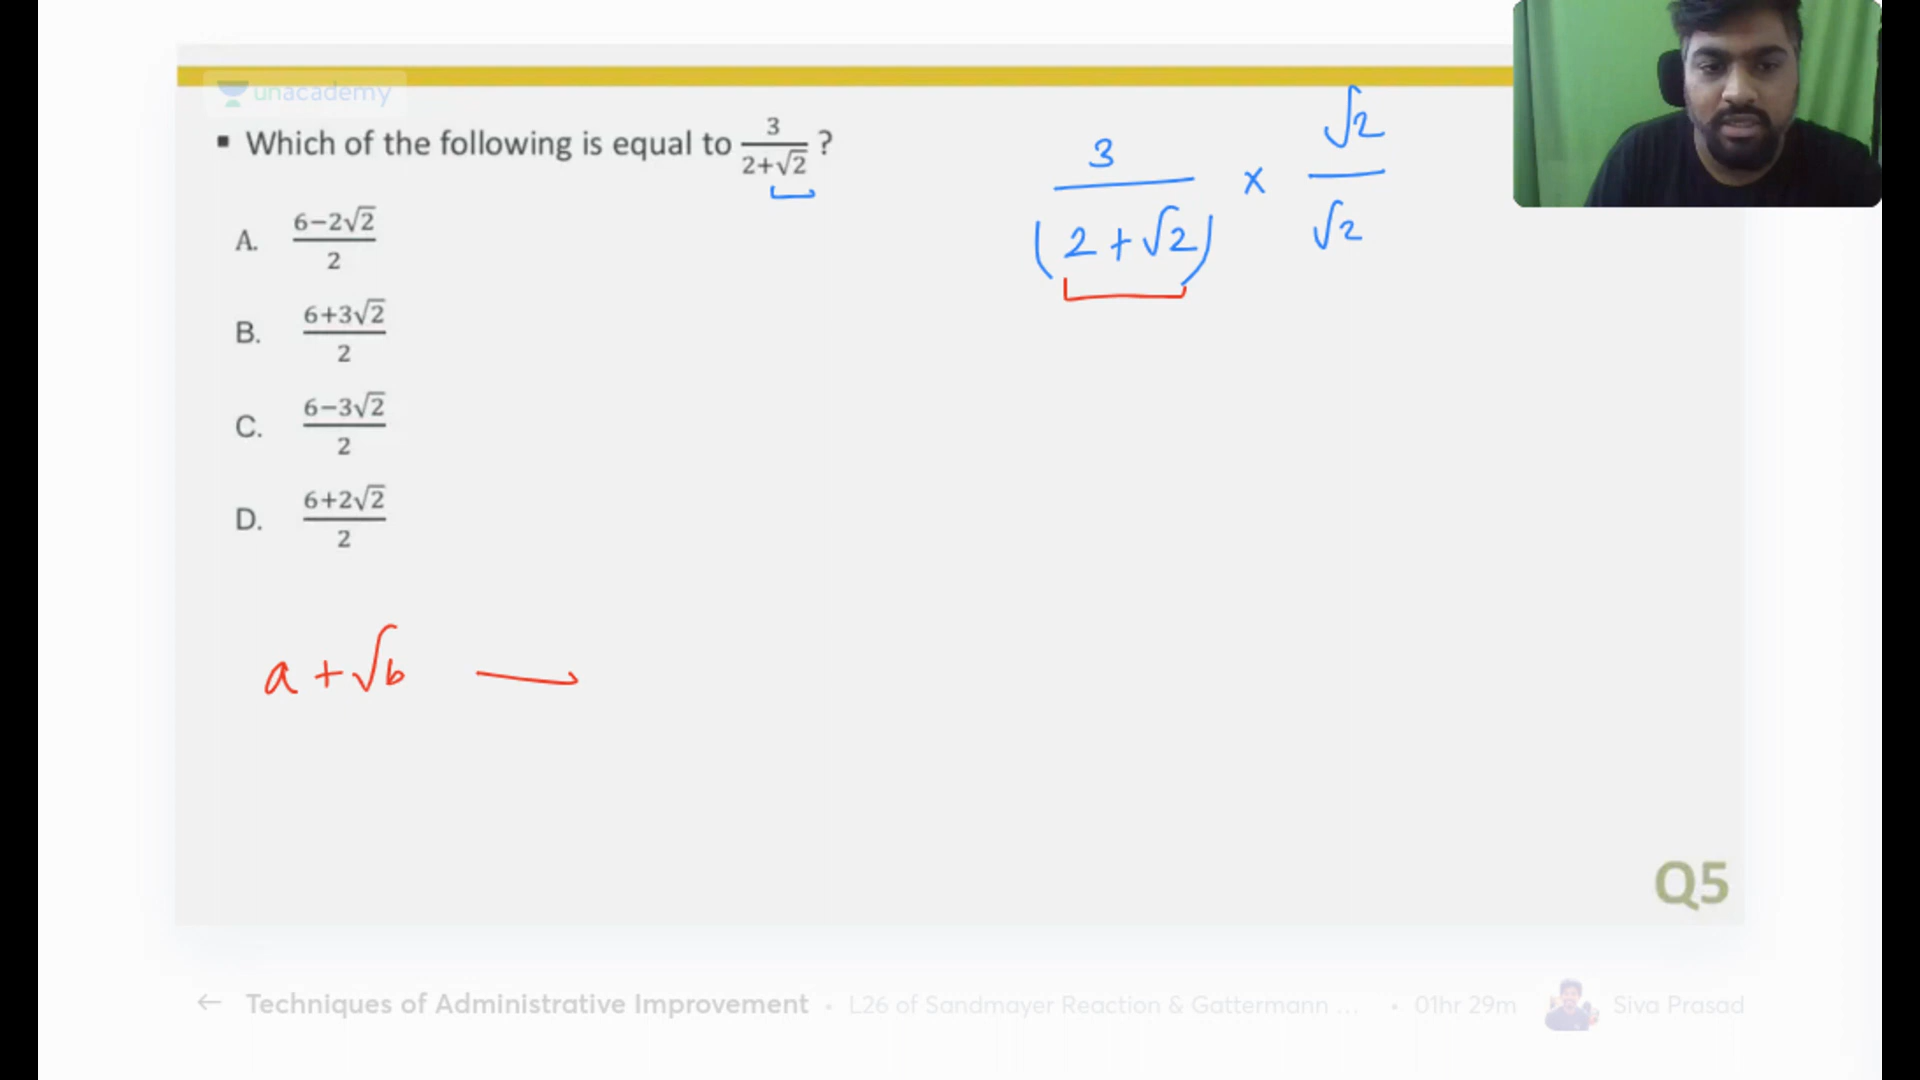 unacademy
▪ Which of the following is equal to 3/(2+√2) ?
A. (6−2√2)/2
B. (6+3√2)/2
C. (6−3√2)/2
D. (6+2√2)/2
3/(2+√2) × √2/√2
a+√b →
Q5
← Techniques of Administrative Improvement • L26 of Sandmayer Reaction & Gattermann ... • 01hr 29m Siva Prasad